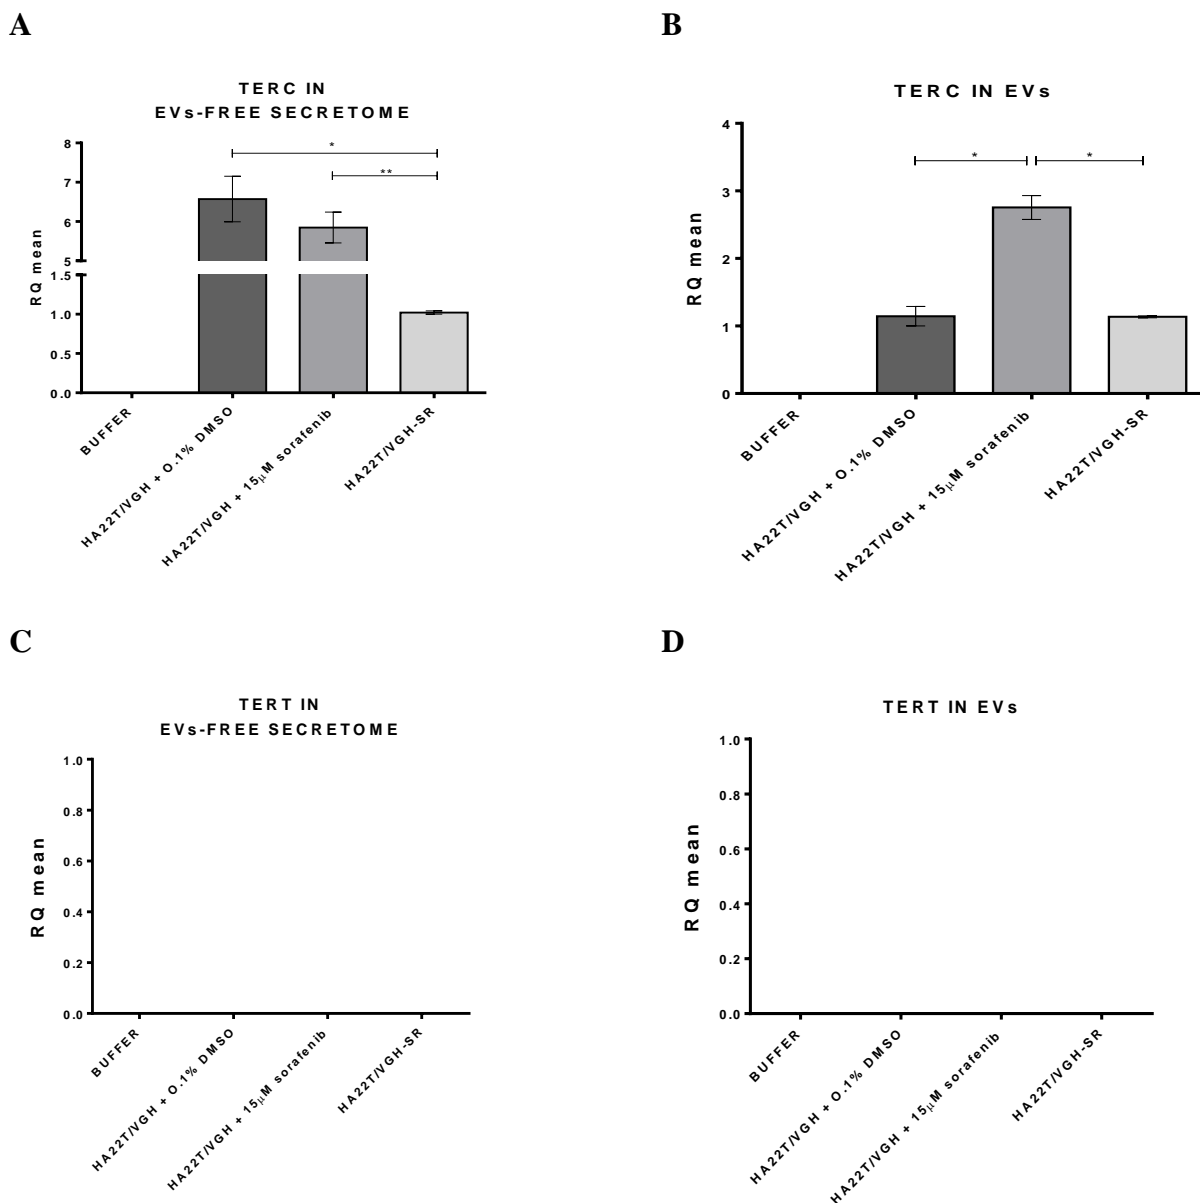 A
TERC IN
EVs-FREE SECRETOME
RQ mean
8
7
6
5
1.5
1.0
0.5
0.0
*
**
BUFFER
HA22T/VGH + O.1% DMSO
HA22T/VGH + 15μM sorafenib
HA22T/VGH-SR
B
TERC IN EVs
RQ mean
4
3
2
1
0
*
*
BUFFER
HA22T/VGH + O.1% DMSO
HA22T/VGH + 15μM sorafenib
HA22T/VGH-SR
C
TERT IN
EVs-FREE SECRETOME
RQ mean
1.0
0.8
0.6
0.4
0.2
0.0
BUFFER
HA22T/VGH + O.1% DMSO
HA22T/VGH + 15μM sorafenib
HA22T/VGH-SR
D
TERT IN EVs
RQ mean
1.0
0.8
0.6
0.4
0.2
0.0
BUFFER
HA22T/VGH + O.1% DMSO
HA22T/VGH + 15μM sorafenib
HA22T/VGH-SR